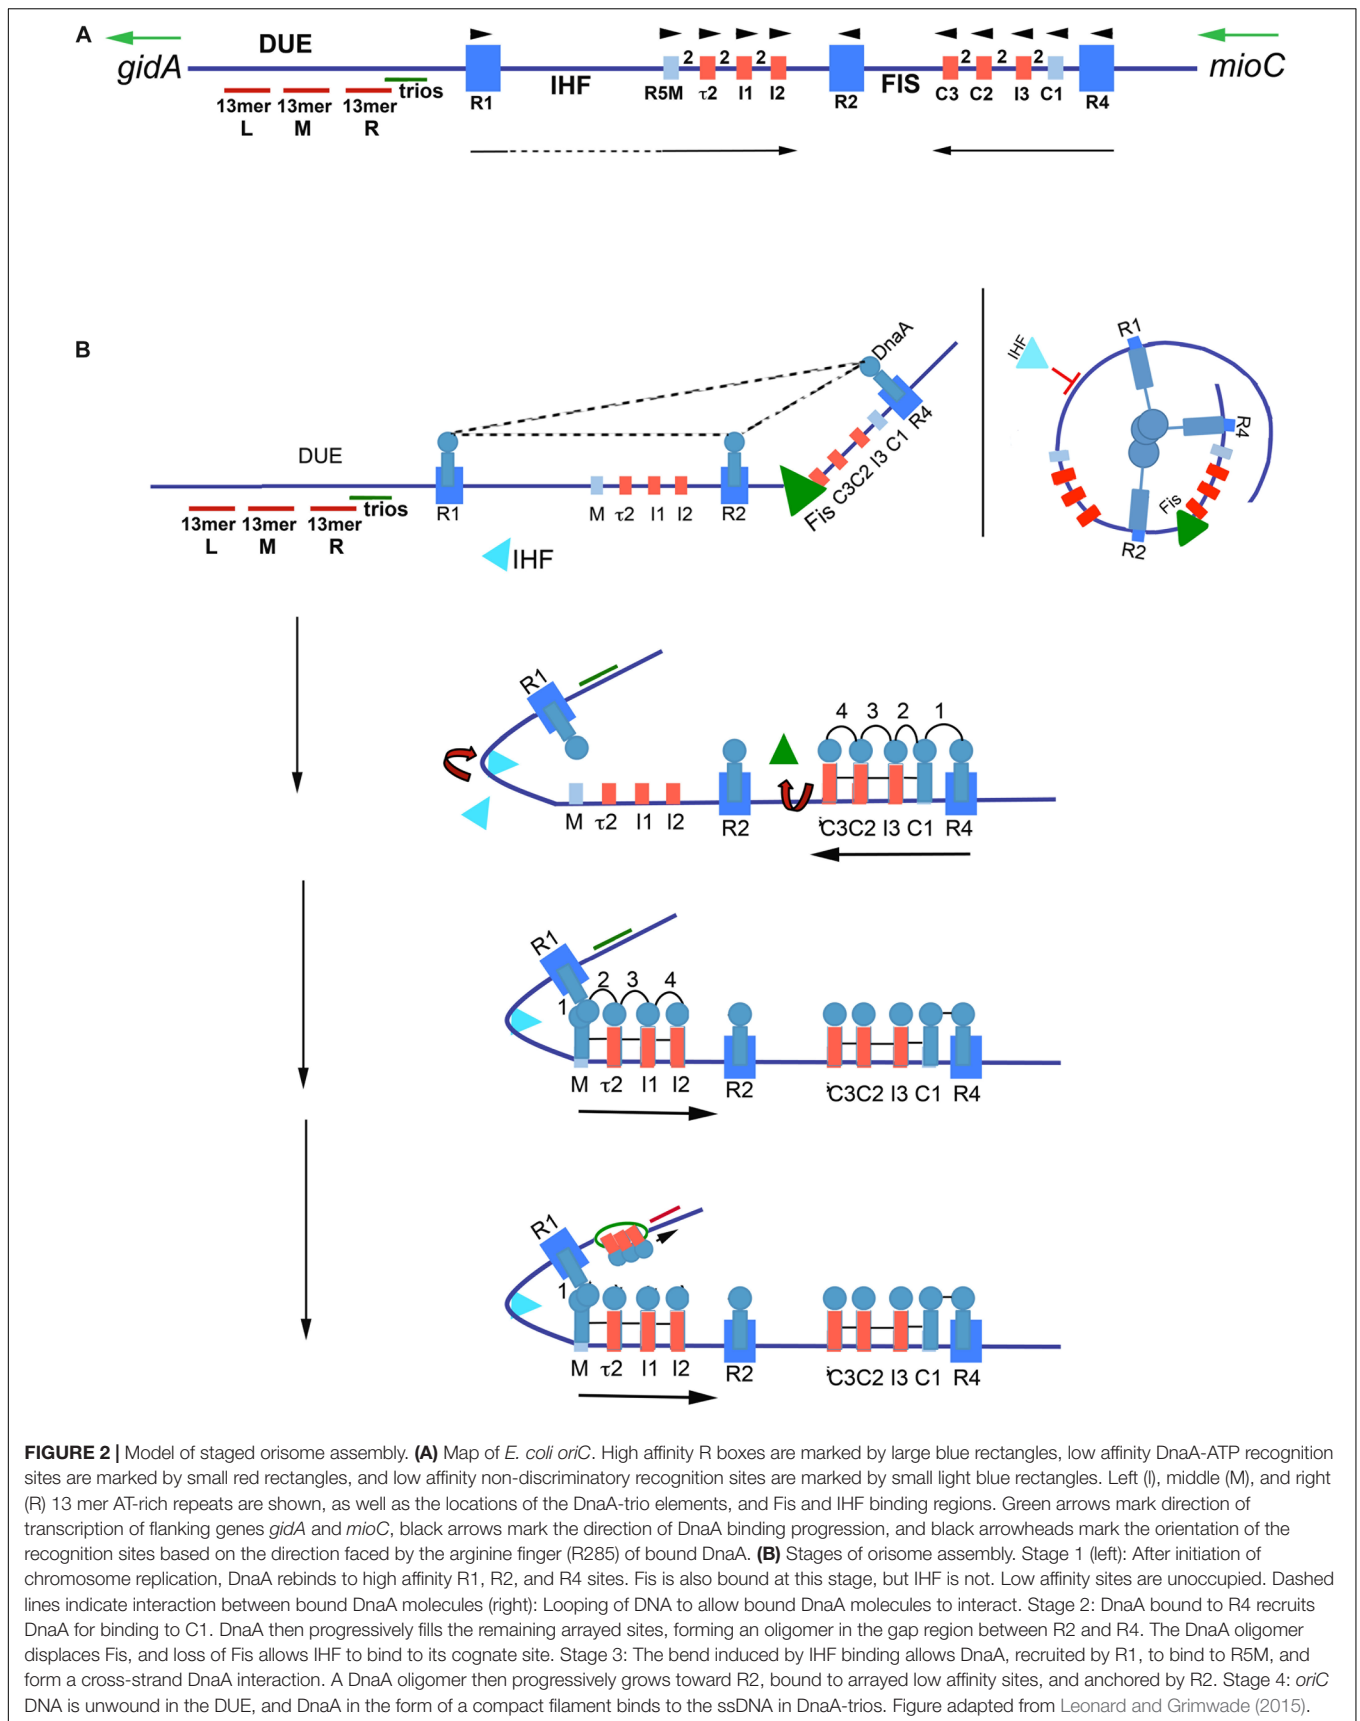 A
gidA
DUE
13mer
L
13mer
M
13mer
R
trios
R1
IHF
R5M
2
τ2
2
I1
2
I2
R2
FIS
C3
2
C2
2
I3
2
C1
R4
mioC
B
DUE
13mer
L
13mer
M
13mer
R
trios
R1
IHF
M τ2 I1 I2
R2
Fis C3C2 I3 C1 R4
DnaA
IHF
R1
R4
Fis
R2
R1
4 3 2 1
M τ2 I1 I2 R2 C3C2 I3 C1 R4
R1
1 2 3 4
M τ2 I1 I2 R2 C3C2 I3 C1 R4
R1
1
M τ2 I1 I2 R2 C3C2 I3 C1 R4
FIGURE 2 | Model of staged orisome assembly. (A) Map of E. coli oriC. High affinity R boxes are marked by large blue rectangles, low affinity DnaA-ATP recognition
sites are marked by small red rectangles, and low affinity non-discriminatory recognition sites are marked by small light blue rectangles. Left (l), middle (M), and right
(R) 13 mer AT-rich repeats are shown, as well as the locations of the DnaA-trio elements, and Fis and IHF binding regions. Green arrows mark direction of
transcription of flanking genes gidA and mioC, black arrows mark the direction of DnaA binding progression, and black arrowheads mark the orientation of the
recognition sites based on the direction faced by the arginine finger (R285) of bound DnaA. (B) Stages of orisome assembly. Stage 1 (left): After initiation of
chromosome replication, DnaA rebinds to high affinity R1, R2, and R4 sites. Fis is also bound at this stage, but IHF is not. Low affinity sites are unoccupied. Dashed
lines indicate interaction between bound DnaA molecules (right): Looping of DNA to allow bound DnaA molecules to interact. Stage 2: DnaA bound to R4 recruits
DnaA for binding to C1. DnaA then progressively fills the remaining arrayed sites, forming an oligomer in the gap region between R2 and R4. The DnaA oligomer
displaces Fis, and loss of Fis allows IHF to bind to its cognate site. Stage 3: The bend induced by IHF binding allows DnaA, recruited by R1, to bind to R5M, and
form a cross-strand DnaA interaction. A DnaA oligomer then progressively grows toward R2, bound to arrayed low affinity sites, and anchored by R2. Stage 4: oriC
DNA is unwound in the DUE, and DnaA in the form of a compact filament binds to the ssDNA in DnaA-trios. Figure adapted from Leonard and Grimwade (2015).